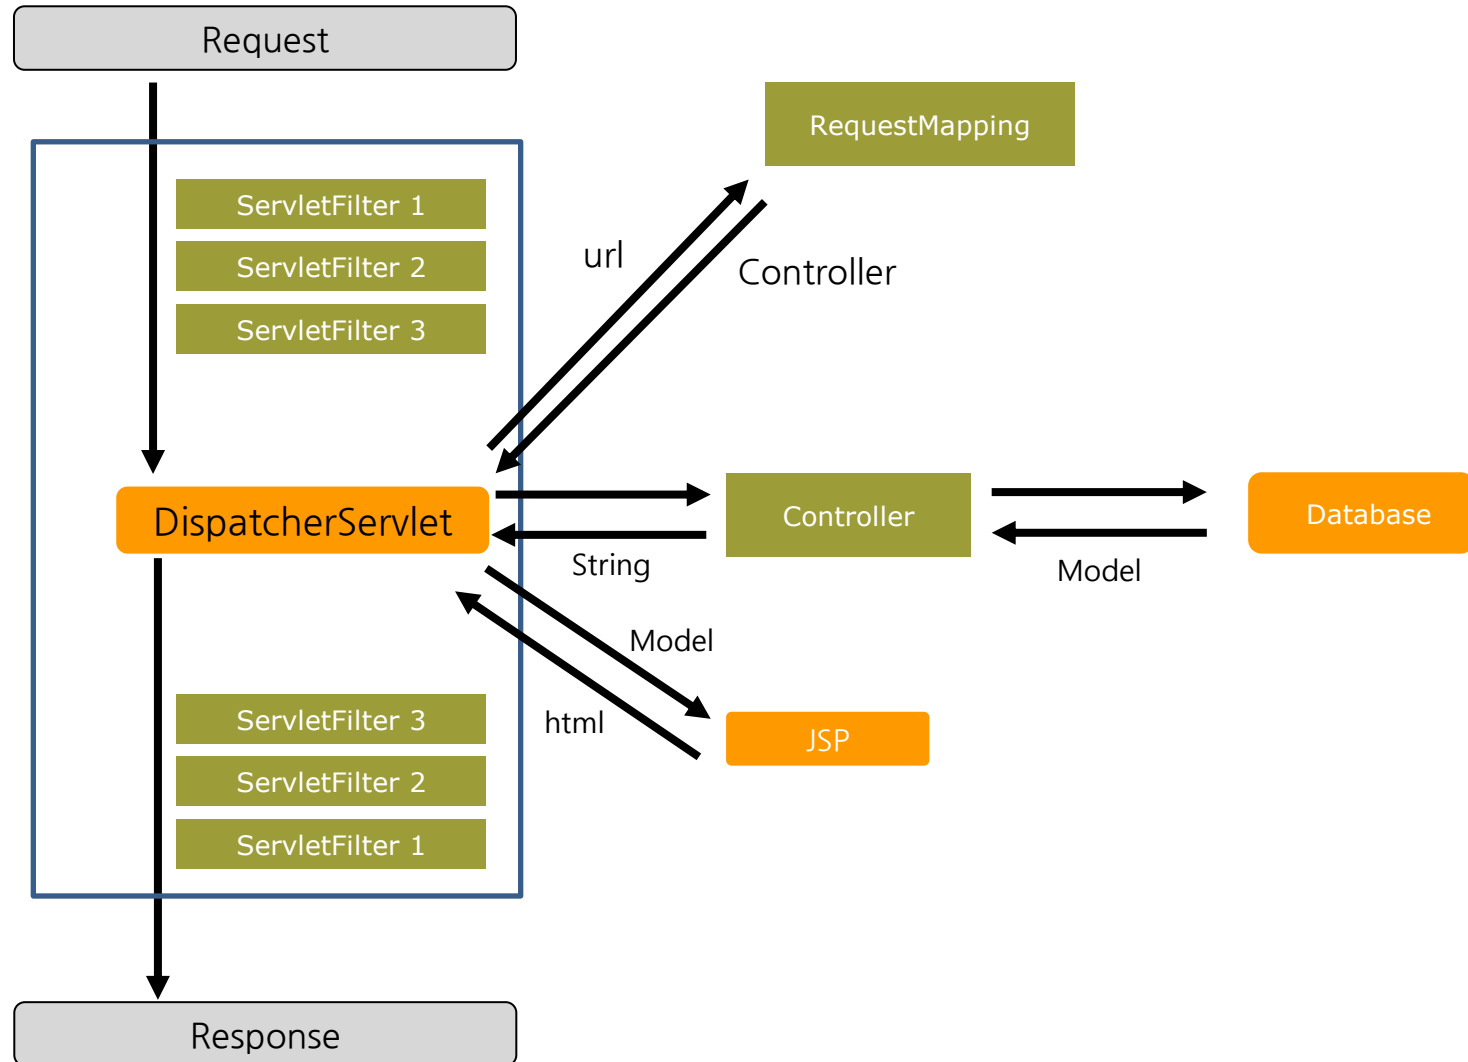 Request
RequestMapping
ServletFilter 1
ServletFilter 2
ServletFilter 3
url
Controller
DispatcherServlet
Controller
Database
String
Model
Model
html
JSP
ServletFilter 3
ServletFilter 2
ServletFilter 1
Response